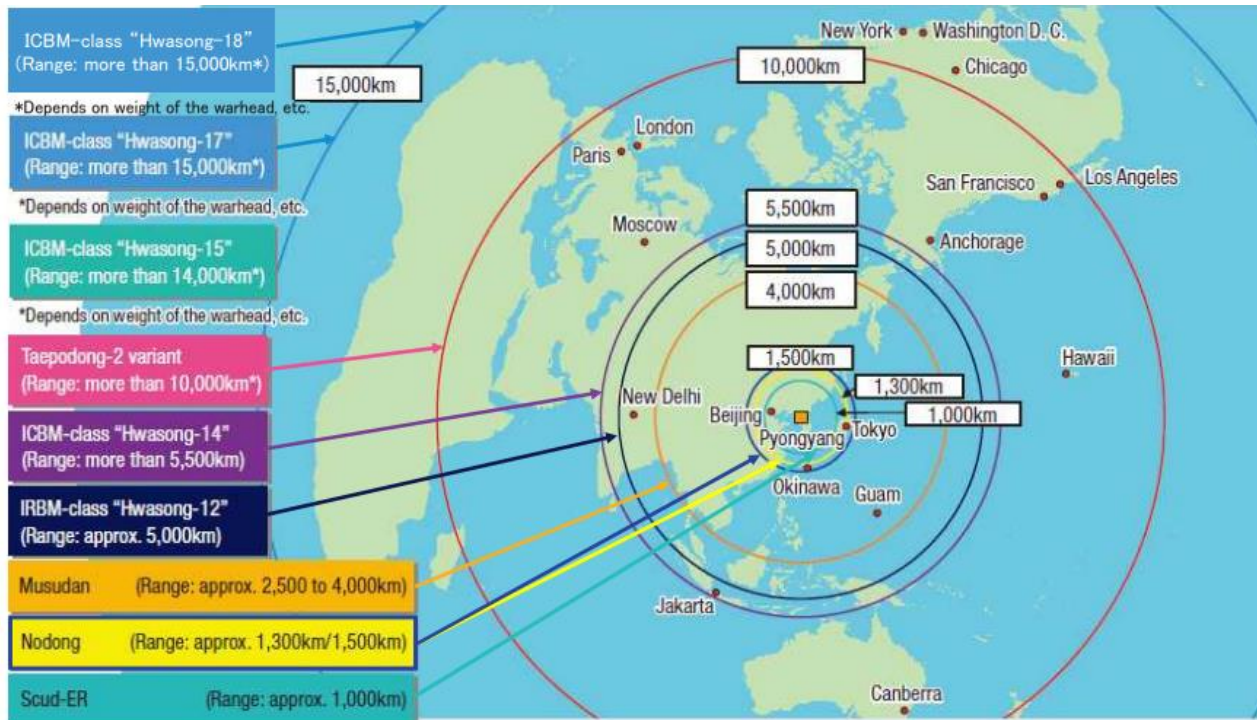 ICBM-class “Hwasong-18”
(Range: more than 15,000km*)
*Depends on weight of the warhead, etc.
ICBM-class “Hwasong-17”
(Range: more than 15,000km*)
*Depends on weight of the warhead, etc.
ICBM-class “Hwasong-15”
(Range: more than 14,000km*)
*Depends on weight of the warhead, etc.
Taepodong-2 variant
(Range: more than 10,000km*)
ICBM-class “Hwasong-14”
(Range: more than 5,500km)
IRBM-class “Hwasong-12”
(Range: approx. 5,000km)
Musudan (Range: approx. 2,500 to 4,000km)
Nodong (Range: approx. 1,300km/1,500km)
Scud-ER (Range: approx. 1,000km)
New York
Washington D. C.
Chicago
10,000km
15,000km
London
Paris
San Francisco
Los Angeles
Moscow
5,500km
Anchorage
5,000km
4,000km
1,500km
Hawaii
1,300km
New Delhi
Beijing
1,000km
Pyongyang
Tokyo
Okinawa
Guam
Jakarta
Canberra